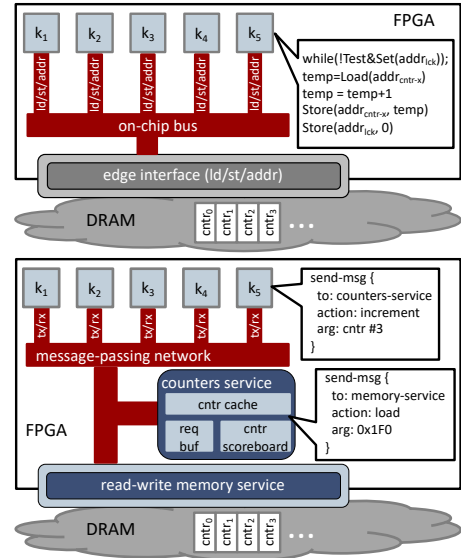 FPGA
k1 k2 k3 k4 k5
ld/st/addr ld/st/addr ld/st/addr ld/st/addr ld/st/addr
while(!Test&Set(addrlck));
temp=Load(addrcntr-x)
temp = temp+1
Store(addrcntr-x, temp)
Store(addrlck, 0)
on-chip bus
edge interface (ld/st/addr)
DRAM
cntr0 cntr1 cntr2 cntr3 ...
k1 k2 k3 k4 k5
tx/rx tx/rx tx/rx tx/rx tx/rx
send-msg {
to: counters-service
action: increment
arg: cntr #3
}
message-passing network
counters service
cntr cache
req
buf
cntr
scoreboard
send-msg {
to: memory-service
action: load
arg: 0x1F0
}
FPGA
read-write memory service
DRAM
cntr0 cntr1 cntr2 cntr3 ...